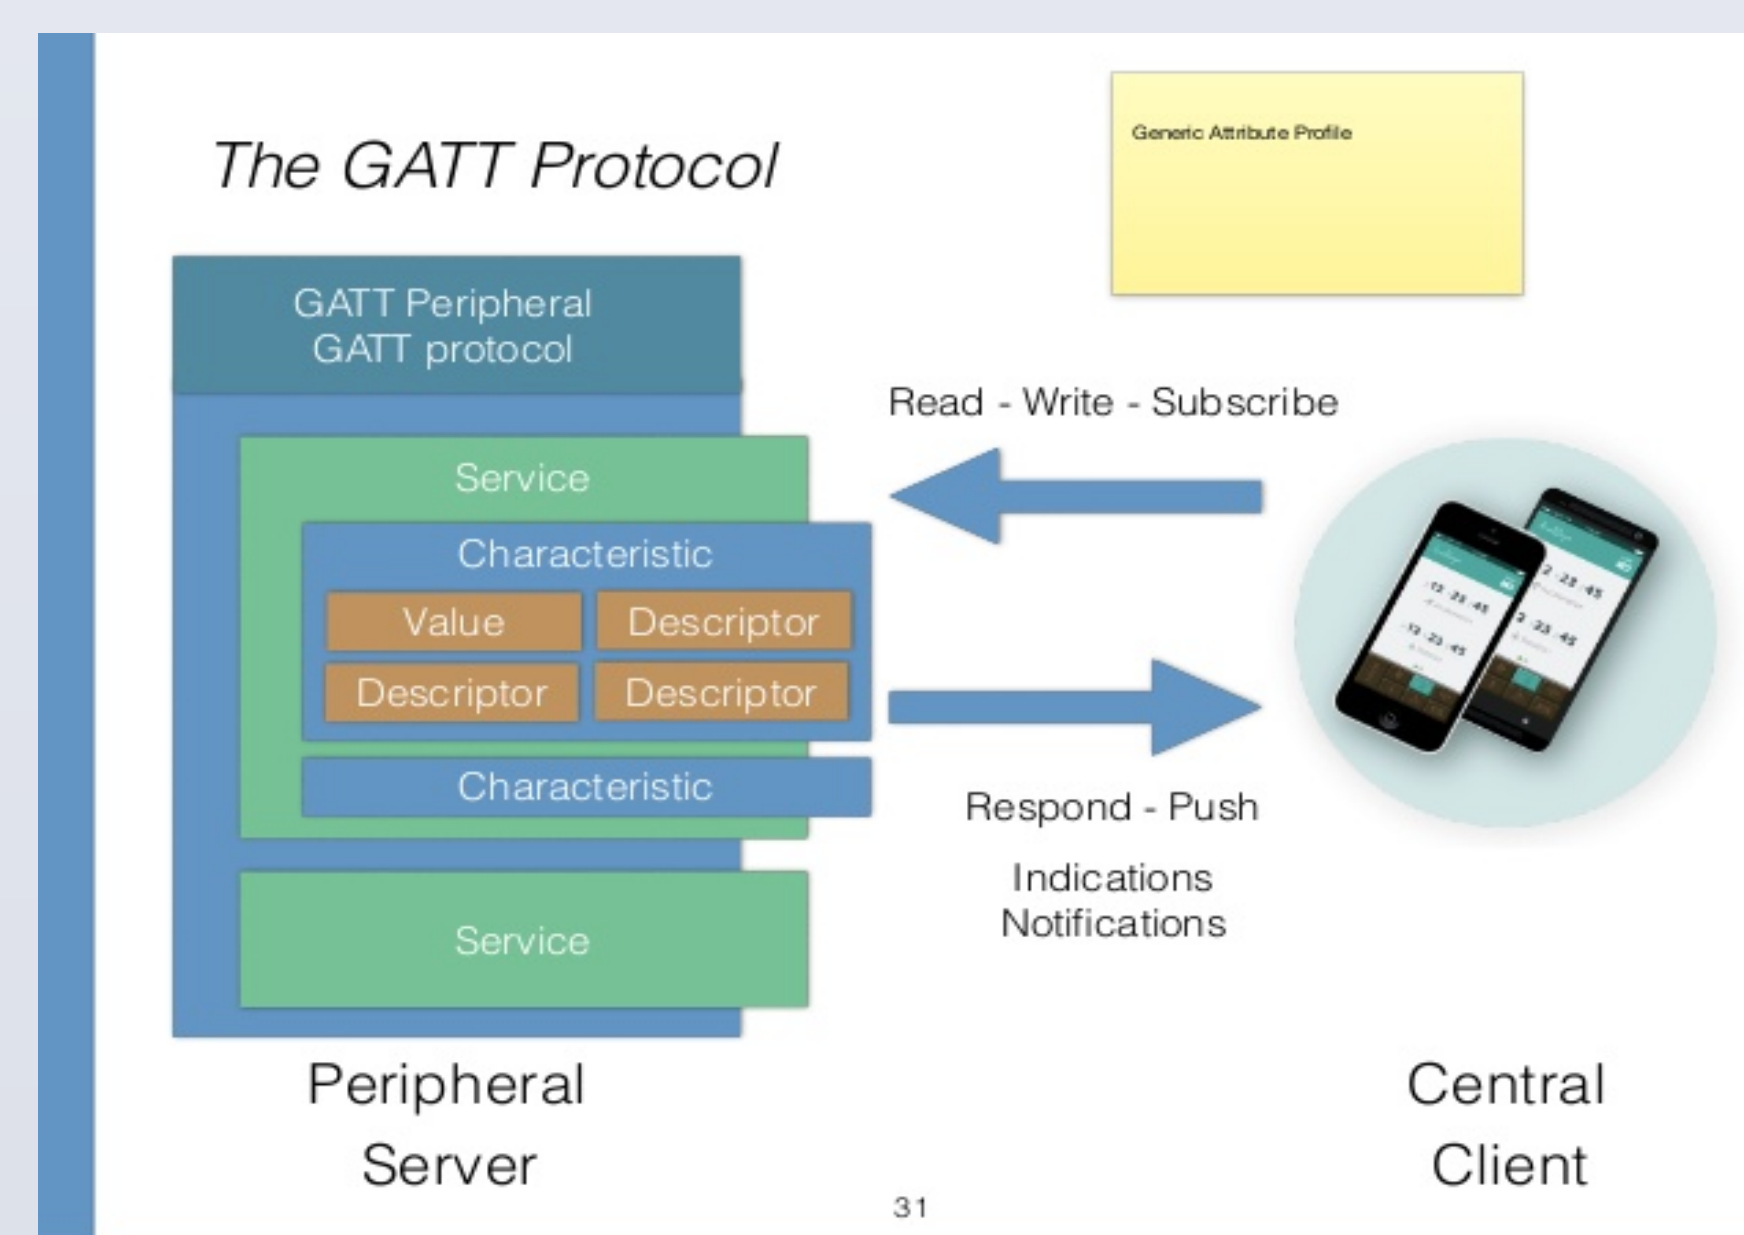 The GATT Protocol
Generic Attribute Profile
GATT Peripheral
GATT protocol
Service
Characteristic
Value
Descriptor
Descriptor
Descriptor
Characteristic
Service
Read - Write - Subscribe
Respond - Push
Indications
Notifications
Peripheral
Server
Central
Client
31